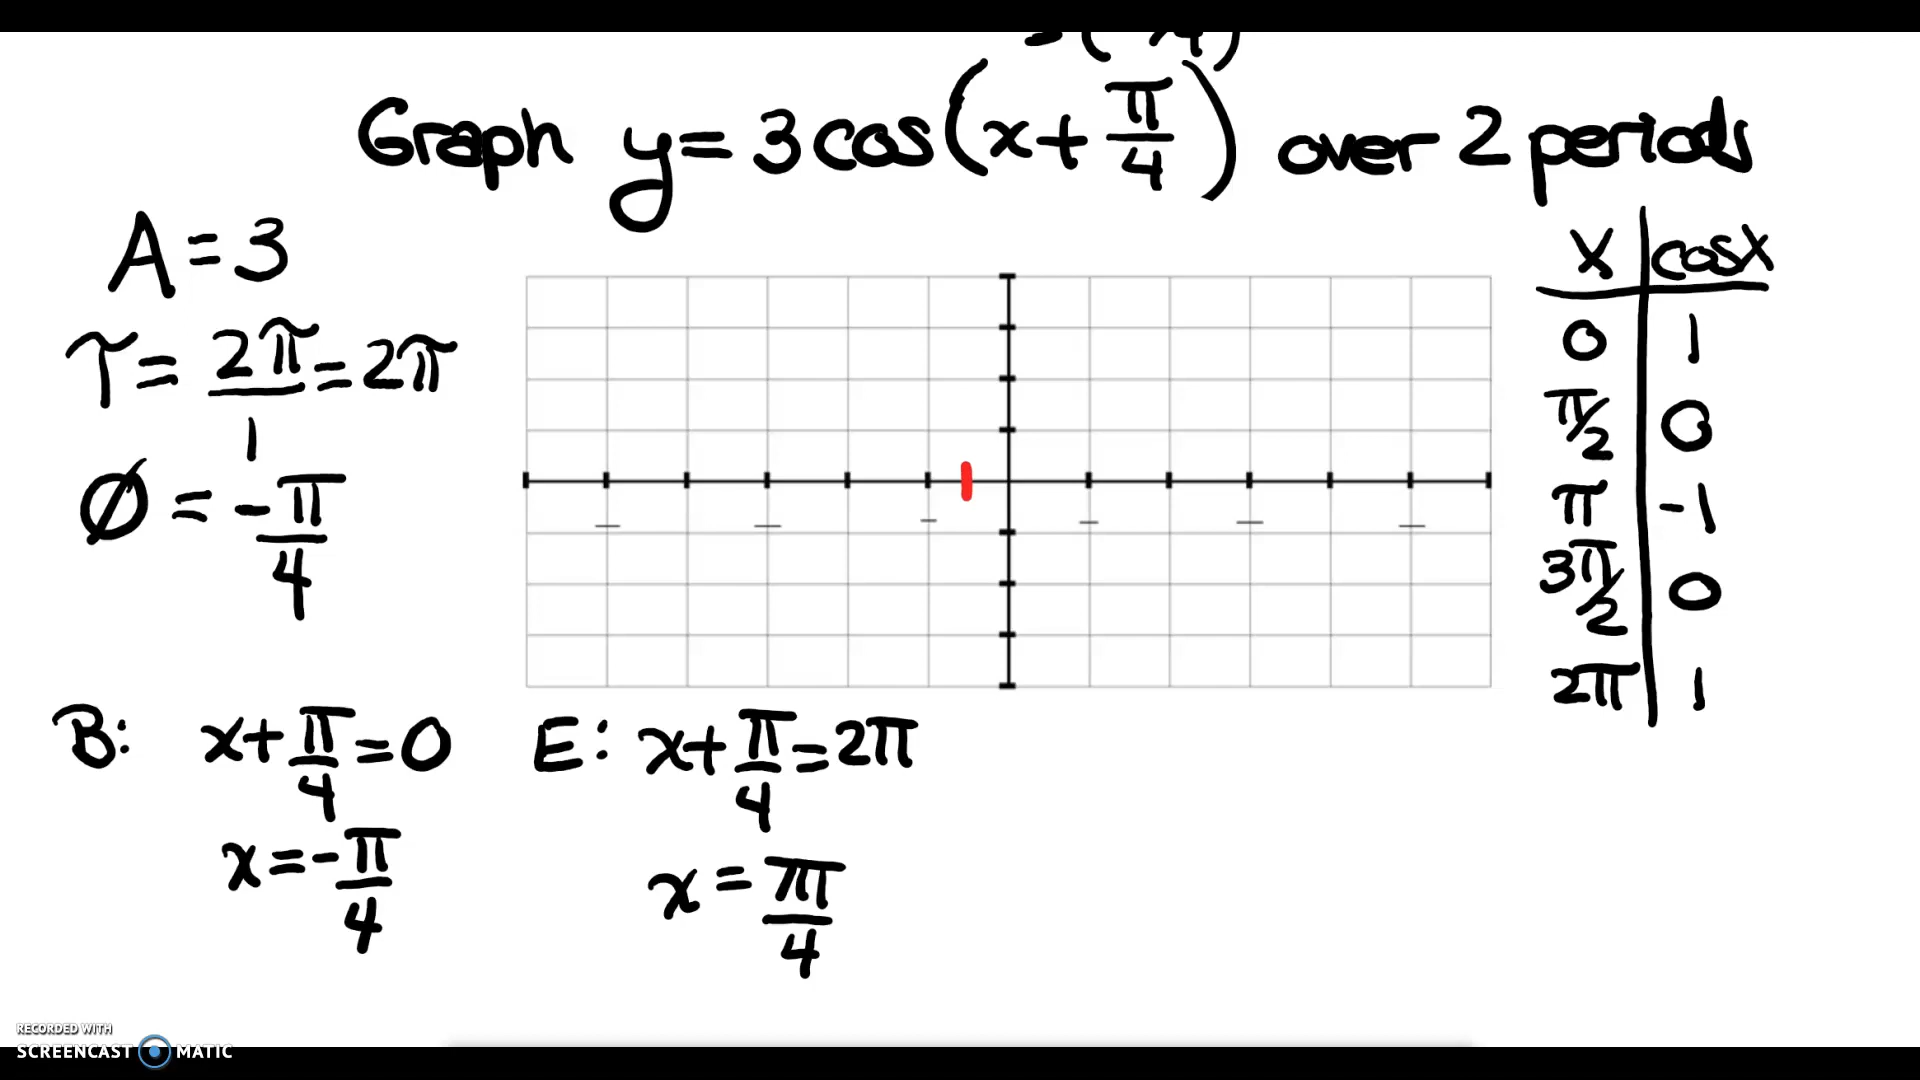 Graph y = 3cos(x + π/4) over 2 periods
A = 3
τ = 2π/1 = 2π
Ø = -π/4
x | cosx
0 | 1
π/2 | 0
π | -1
3π/2 | 0
2π | 1
B: x + π/4 = 0
x = -π/4
E: x + π/4 = 2π
x = 7π/4
RECORDED WITH
SCREENCAST MATIC